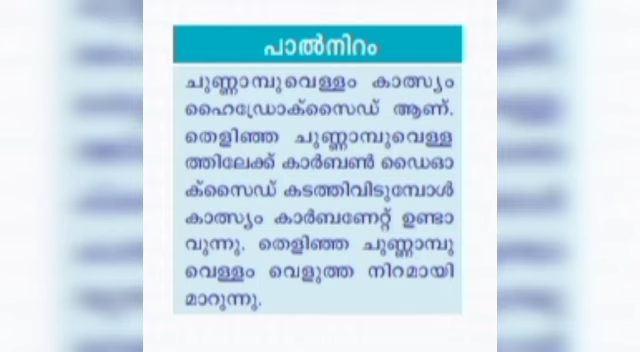 പാൽനിറം
ചുണ്ണാമ്പുവെള്ളം കാത്സ്യം
ഹൈഡ്രോക്സൈഡ് ആണ്.
തെളിഞ്ഞ ചുണ്ണാമ്പുവെള്ള
ത്തിലേക്ക് കാർബൺ ഡൈഓ
ക്സൈഡ് കടത്തിവിടുമ്പോൾ
കാത്സ്യം കാർബണേറ്റ് ഉണ്ടാ
വുന്നു. തെളിഞ്ഞ ചുണ്ണാമ്പു
വെള്ളം വെളുത്ത നിറമായി
മാറുന്നു.